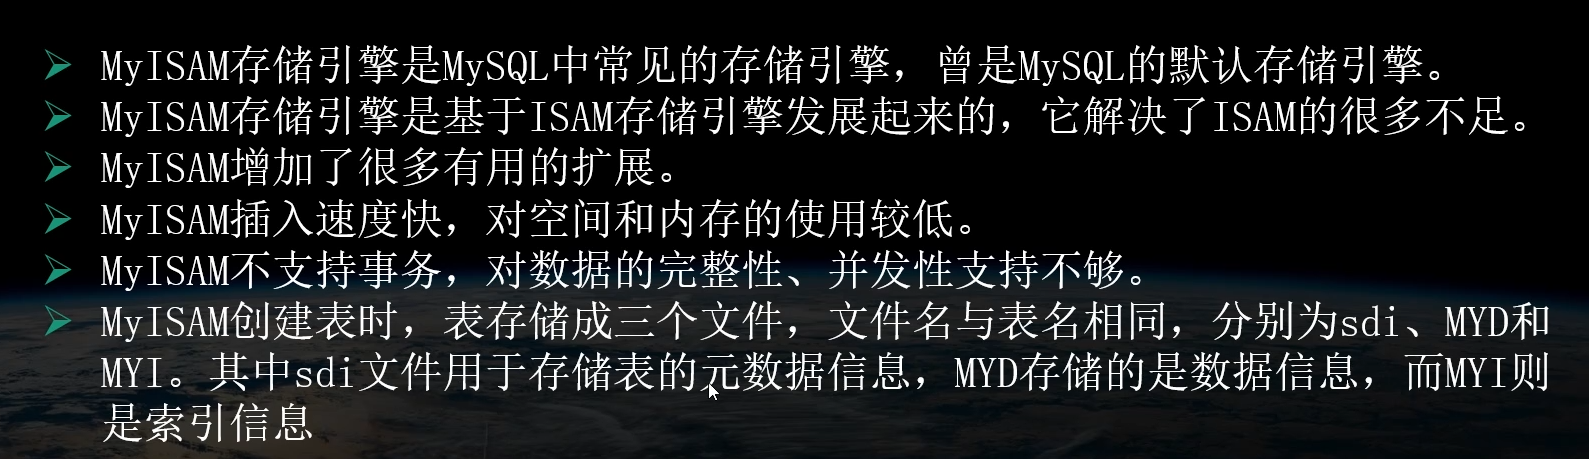 MyISAM存储引擎是MySQL中常见的存储引擎，曾是MySQL的默认存储引擎。
MyISAM存储引擎是基于ISAM存储引擎发展起来的，它解决了ISAM的很多不足。
MyISAM增加了很多有用的扩展。
MyISAM插入速度快，对空间和内存的使用较低。
MyISAM不支持事务，对数据的完整性、并发性支持不够。
MyISAM创建表时，表存储成三个文件，文件名与表名相同，分别为sdi、MYD和
MYI。其中sdi文件用于存储表的元数据信息，MYD存储的是数据信息，而MYI则
是索引信息